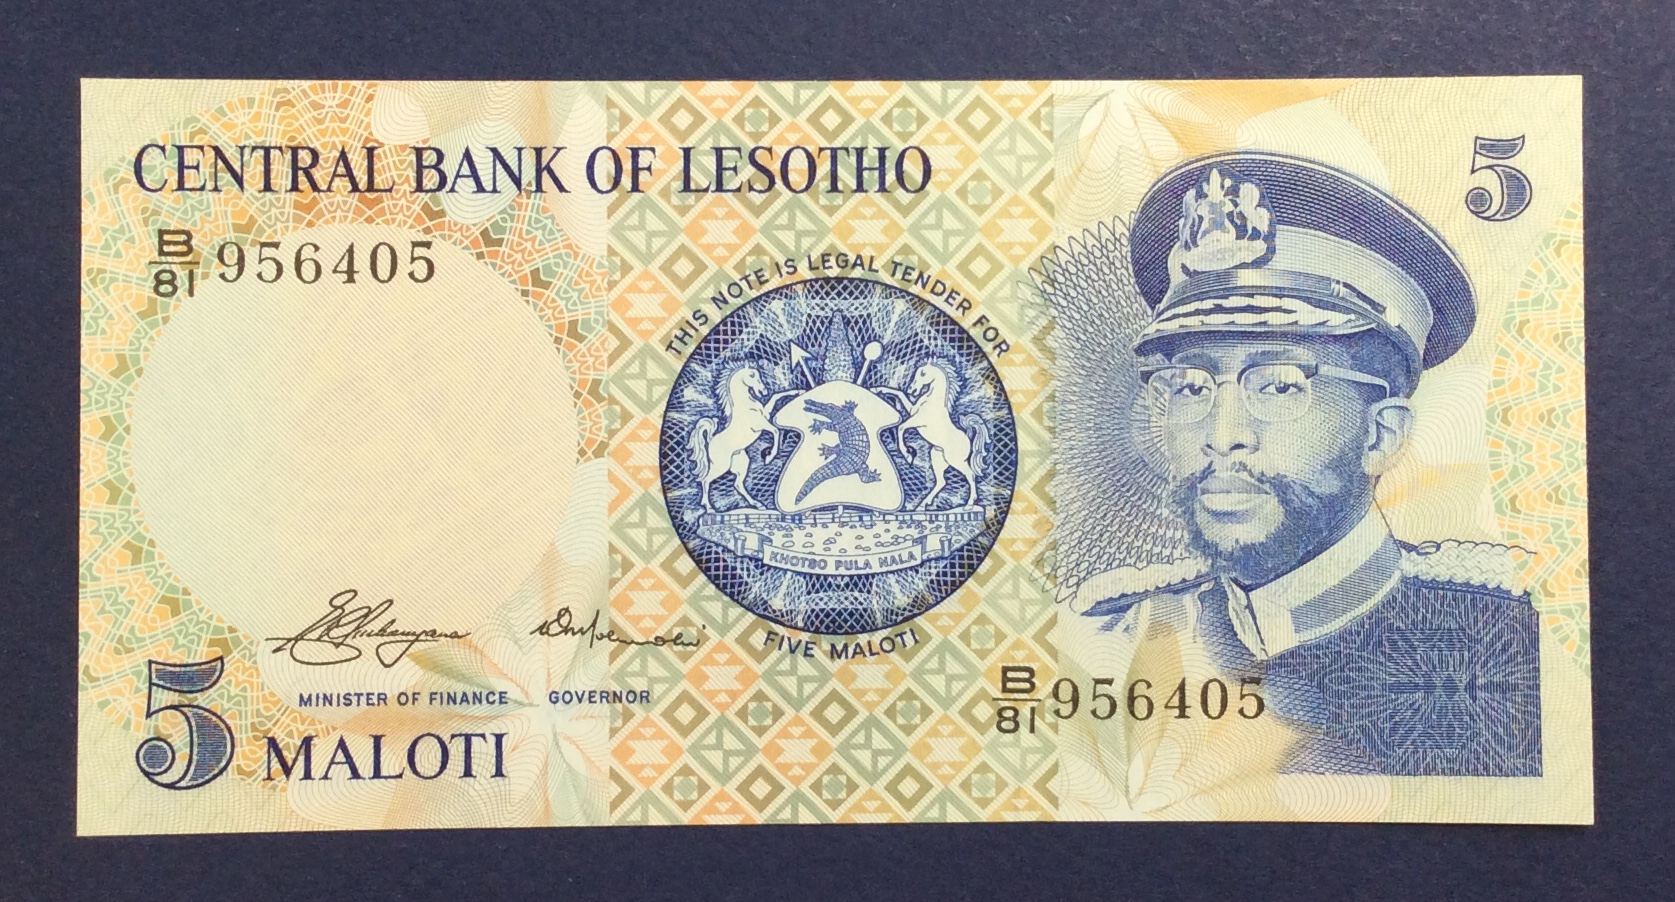 CENTRAL BANK OF LESOTHO
5
B/81 956405
THIS NOTE IS LEGAL TENDER FOR
KHOTSO PULA NALA
FIVE MALOTI
MINISTER OF FINANCE GOVERNOR
B/81 956405
5 MALOTI